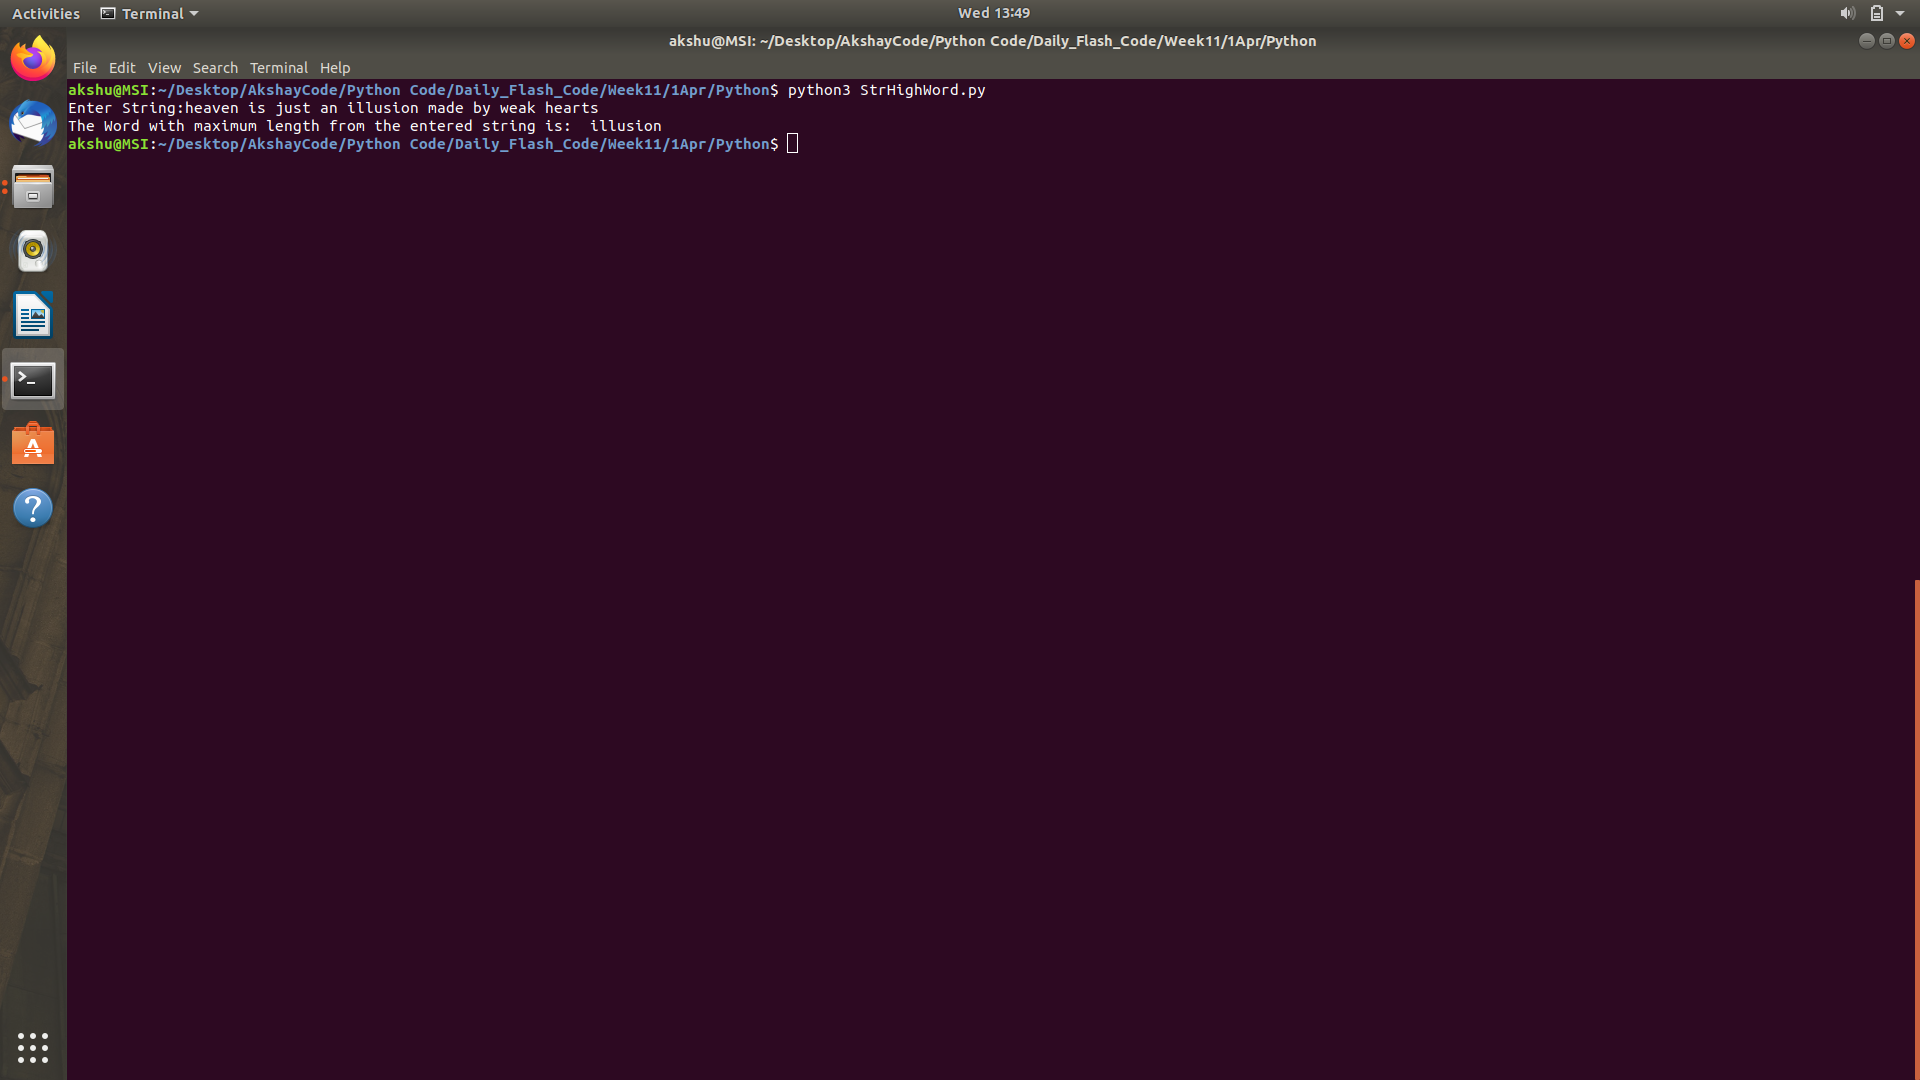 Activities Terminal Wed 13:49
akshu@MSI: ~/Desktop/AkshayCode/Python Code/Daily_Flash_Code/Week11/1Apr/Python
File Edit View Search Terminal Help
akshu@MSI:~/Desktop/AkshayCode/Python Code/Daily_Flash_Code/Week11/1Apr/Python$ python3 StrHighWord.py
Enter String:heaven is just an illusion made by weak hearts
The Word with maximum length from the entered string is:  illusion
akshu@MSI:~/Desktop/AkshayCode/Python Code/Daily_Flash_Code/Week11/1Apr/Python$